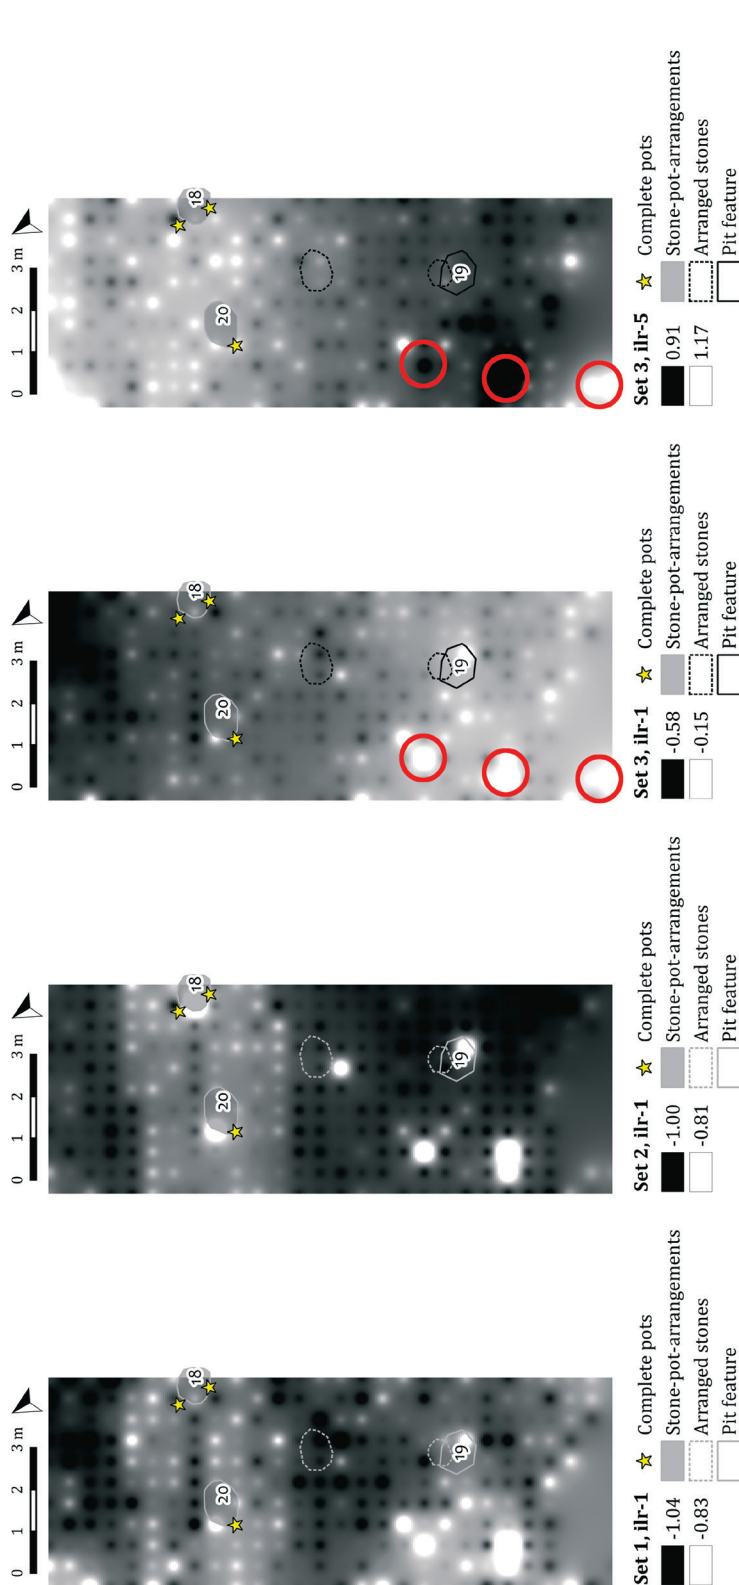 0 1 2 3 m
18
20
19
Set 1, ilr-1 Complete pots
-1.04 Stone-pot-arrangements
-0.83 Arranged stones
Pit feature
0 1 2 3 m
18
20
19
Set 2, ilr-1 Complete pots
-1.00 Stone-pot-arrangements
-0.81 Arranged stones
Pit feature
0 1 2 3 m
18
20
19
Set 3, ilr-1 Complete pots
-0.58 Stone-pot-arrangements
-0.15 Arranged stones
Pit feature
0 1 2 3 m
18
20
19
Set 3, ilr-5 Complete pots
0.91 Stone-pot-arrangements
1.17 Arranged stones
Pit feature